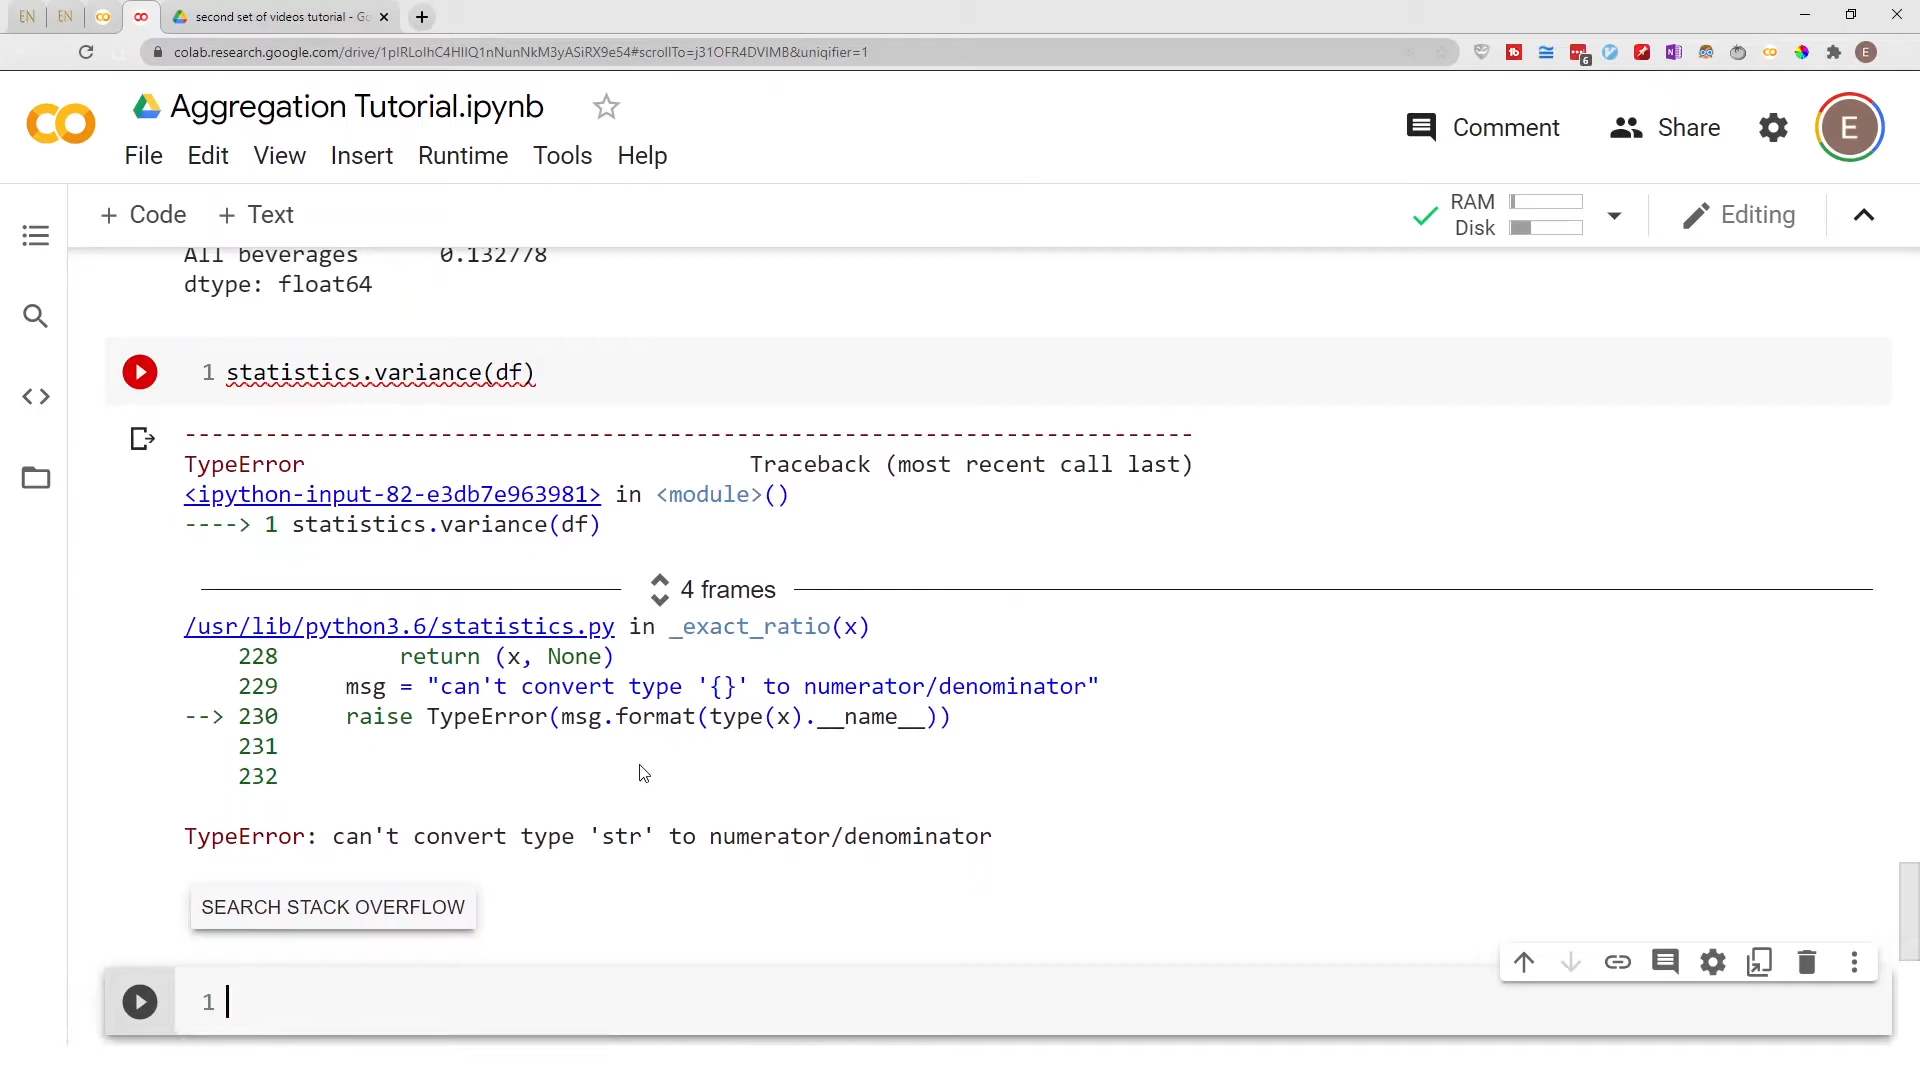 EN EN second set of videos tutorial - Go
colab.research.google.com/drive/1pIRLoIhC4HIlQ1nNunNkM3yASiRX9e54#scrollTo=j31OFR4DVIMB&uniqifier=1
6
E
Aggregation Tutorial.ipynb
File Edit View Insert Runtime Tools Help
Comment Share E
+ Code + Text
RAM
Disk
Editing
All beverages 0.132778
dtype: float64
1 statistics.variance(df)
---------------------------------------------------------------------------
TypeError Traceback (most recent call last)
<ipython-input-82-e3db7e963981> in <module>()
----> 1 statistics.variance(df)
4 frames
/usr/lib/python3.6/statistics.py in _exact_ratio(x)
228 return (x, None)
229 msg = "can't convert type '{}' to numerator/denominator"
--> 230 raise TypeError(msg.format(type(x).__name__))
231
232
TypeError: can't convert type 'str' to numerator/denominator
SEARCH STACK OVERFLOW
1